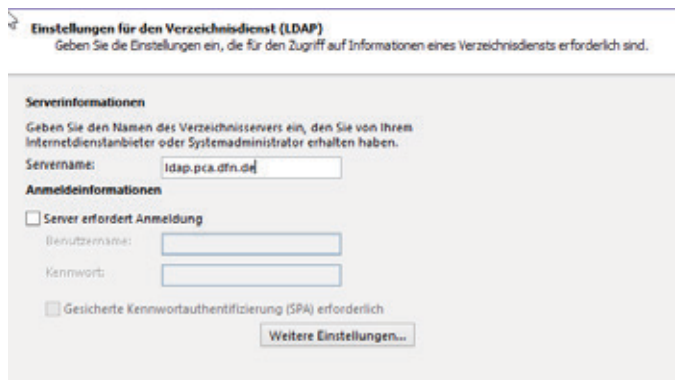 Einstellungen für den Verzeichnisdienst (LDAP)
Geben Sie die Einstellungen ein, die für den Zugriff auf Informationen eines Verzeichnisdiensts erforderlich sind.
Serverinformationen
Geben Sie den Namen des Verzeichnisservers ein, den Sie von Ihrem
Internetdienstanbieter oder Systemadministrator erhalten haben.
Servername: ldap.pca.dfn.de
Anmeldeinformationen
Server erfordert Anmeldung
Benutzername:
Kennwort:
Gesicherte Kennwortauthentifizierung (SPA) erforderlich
Weitere Einstellungen...